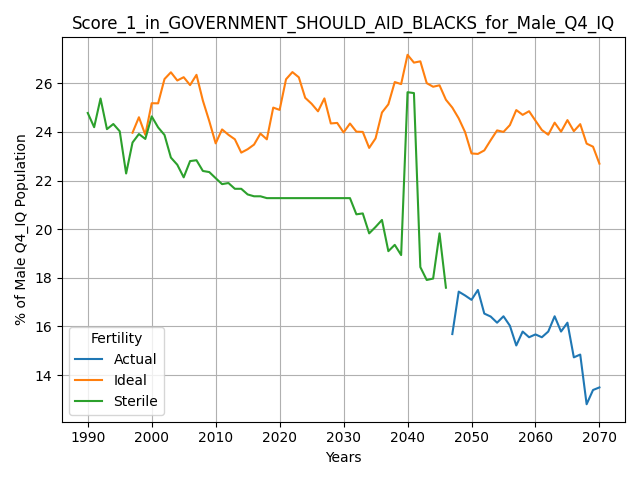 Score_1_in_GOVERNMENT_SHOULD_AID_BLACKS_for_Male_Q4_IQ
% of Male Q4_IQ Population
26
24
22
20
18
16
14
Fertility
Actual
Ideal
Sterile
1990 2000 2010 2020 2030 2040 2050 2060 2070
Years